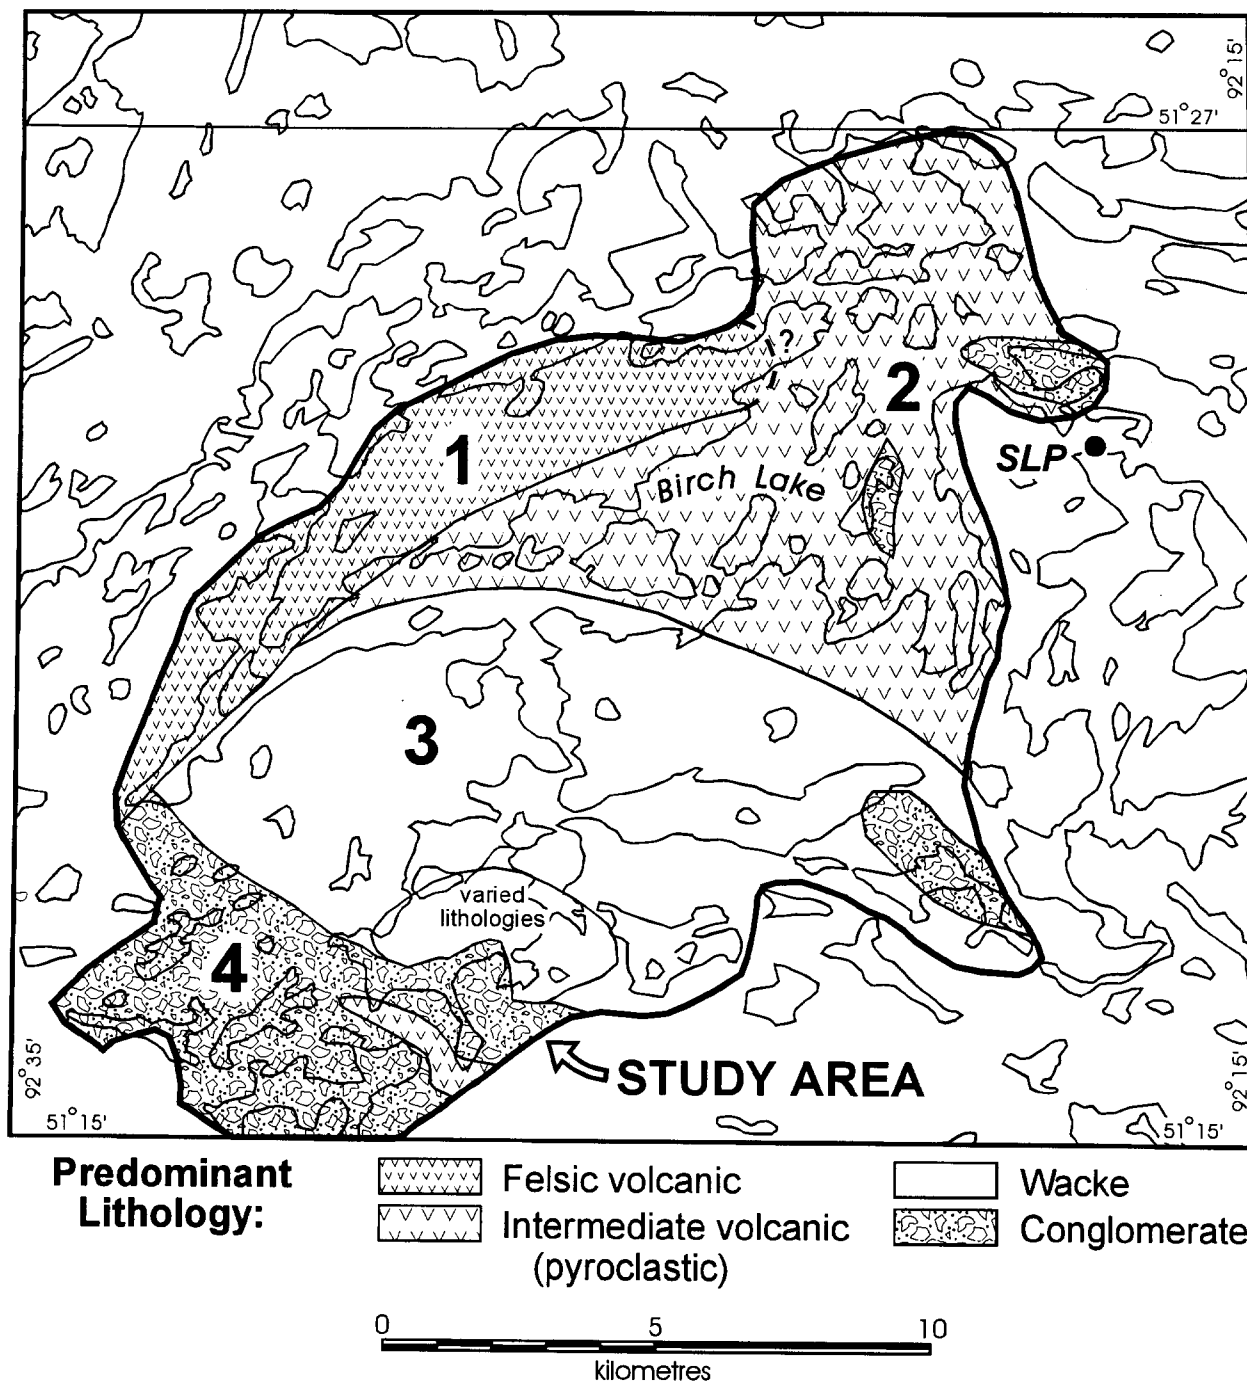 92°15'
51°27'
?
2
1
SLP
Birch Lake
3
varied
lithologies
4
92°35'
STUDY AREA
92°15'
51°15'
51°15'
Predominant
Lithology:
Felsic volcanic
Intermediate volcanic
(pyroclastic)
Wacke
Conglomerate
0 5 10
kilometres